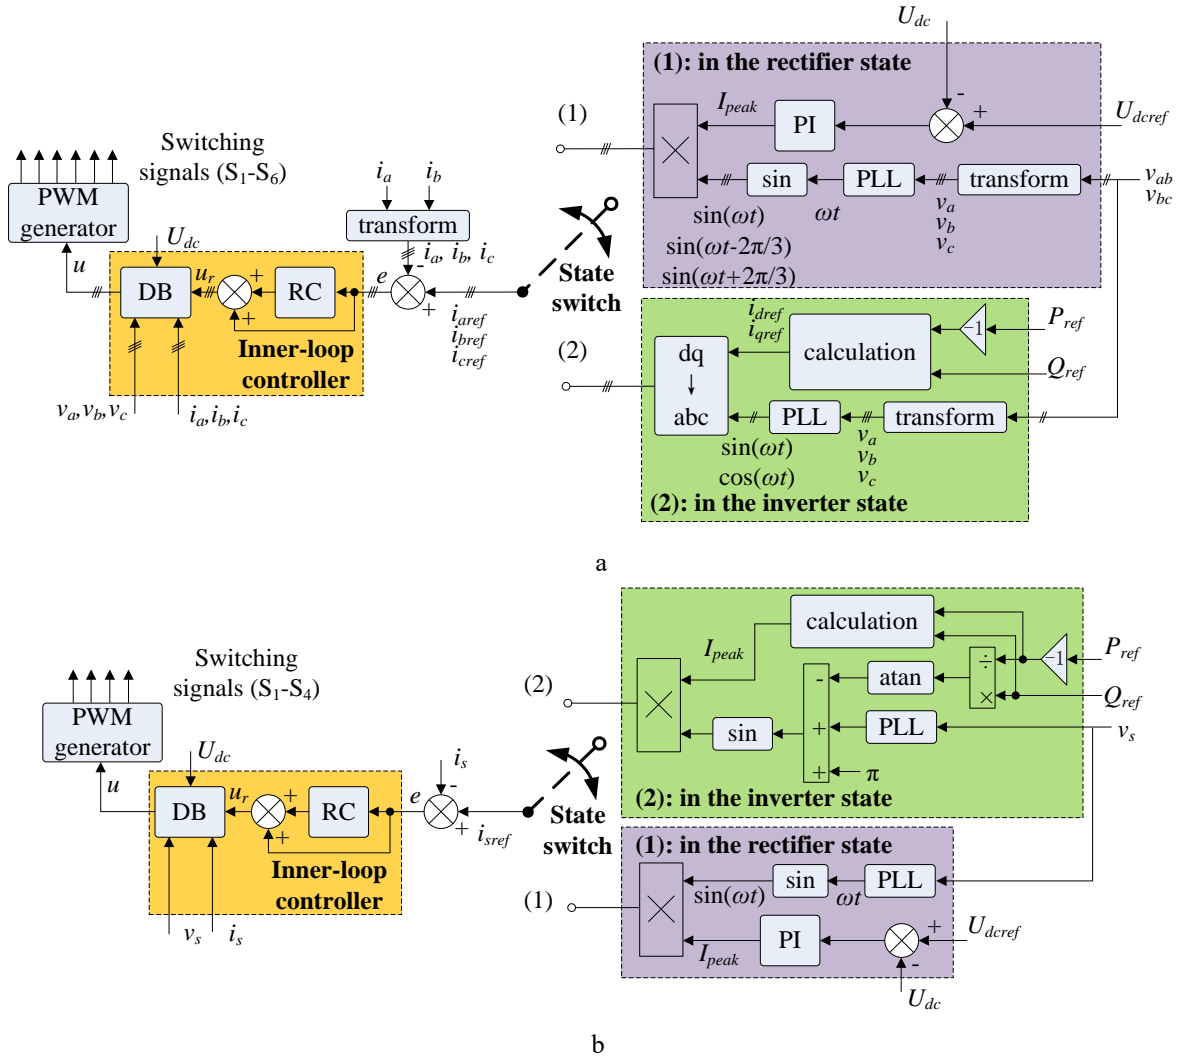 U_dc
(1): in the rectifier state
I_peak
-
+
PI
U_dcref
(1)
×
sin
PLL
transform
v_ab
v_bc
sin(ωt)
ωt
v_a
v_b
v_c
sin(ωt-2π/3)
sin(ωt+2π/3)
Switching
signals (S_1-S_6)
PWM
generator
i_a
i_b
transform
i_a, i_b, i_c
U_dc
u
DB
u_r
+
+
RC
e
-
+
i_aref
i_bref
i_cref
State
switch
Inner-loop
controller
v_a,v_b,v_c
i_a,i_b,i_c
(2)
i_dref
i_qref
calculation
-1
P_ref
Q_ref
dq
abc
PLL
transform
sin(ωt)
cos(ωt)
v_a
v_b
v_c
(2): in the inverter state
a
calculation
I_peak
P_ref
-1
÷
×
atan
-
Q_ref
(2)
×
sin
+
PLL
v_s
+
π
(2): in the inverter state
Switching
signals (S_1-S_4)
PWM
generator
U_dc
i_s
u
DB
u_r
+
+
RC
e
-
+
i_sref
State
switch
Inner-loop
controller
v_s
i_s
(1): in the rectifier state
(1)
×
sin(ωt)
sin
ωt
PLL
I_peak
PI
+
-
U_dcref
U_dc
b